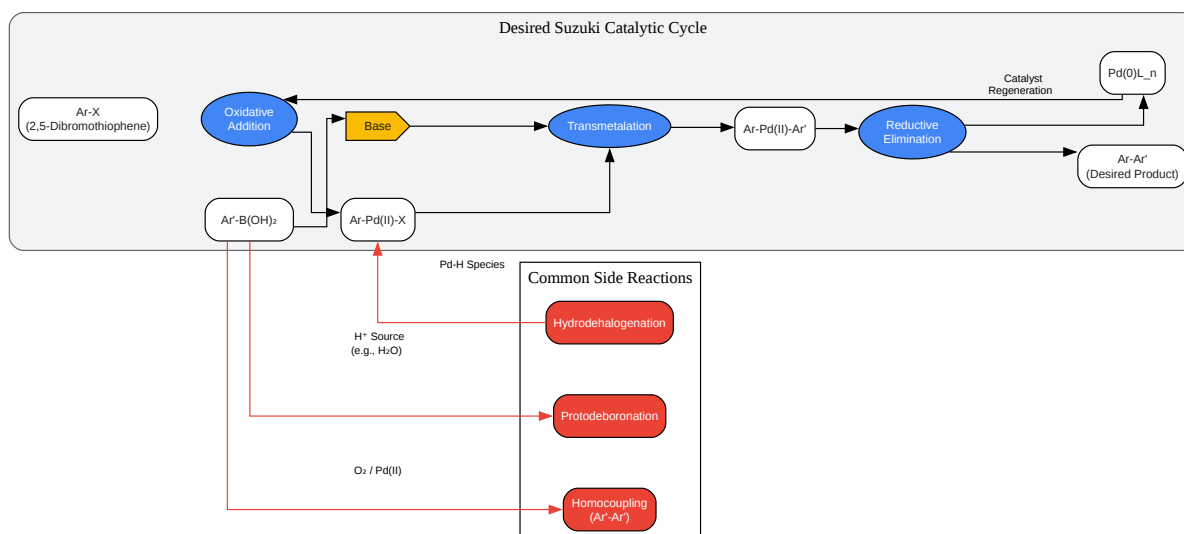 Desired Suzuki Catalytic Cycle
Ar-X
(2,5-Dibromothiophene)
Oxidative
Addition
Base
Transmetalation
Ar-Pd(II)-Ar'
Reductive
Elimination
Catalyst
Regeneration
Pd(0)L_n
Ar-Ar'
(Desired Product)
Ar'-B(OH)₂
Ar-Pd(II)-X
Pd-H Species
Common Side Reactions
Hydrodehalogenation
H⁺ Source
(e.g., H₂O)
Protodeboronation
O₂ / Pd(II)
Homocoupling
(Ar'-Ar')